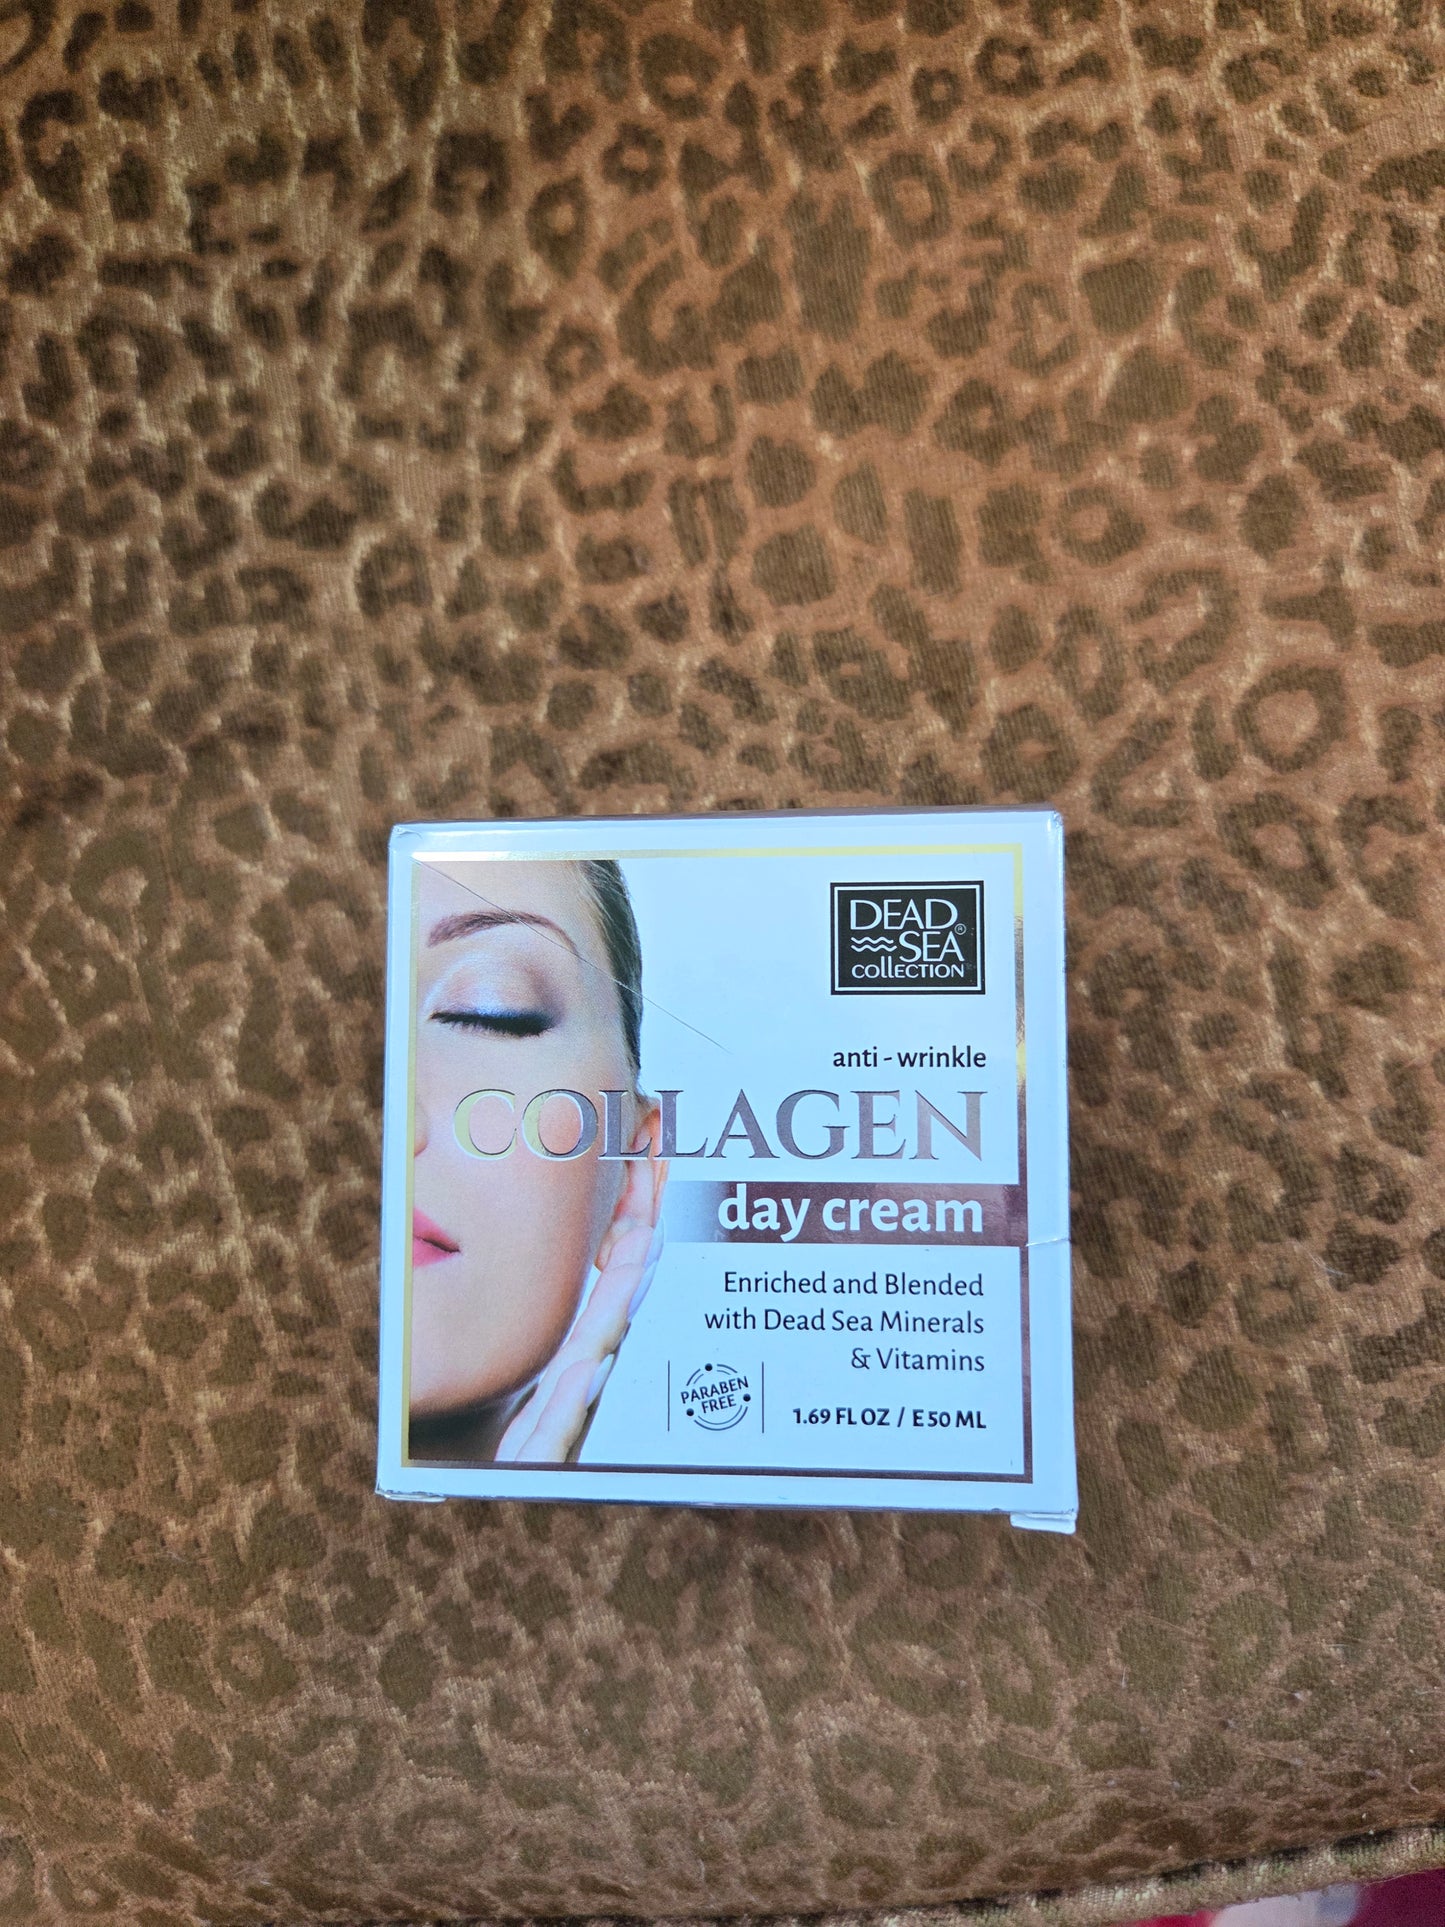 DEAD
SEA®
COLLECTION
anti-wrinkle
COLLAGEN
day cream
Enriched and Blended
with Dead Sea Minerals
& Vitamins
PARABEN
FREE
1.69 FL OZ / E 50 ML